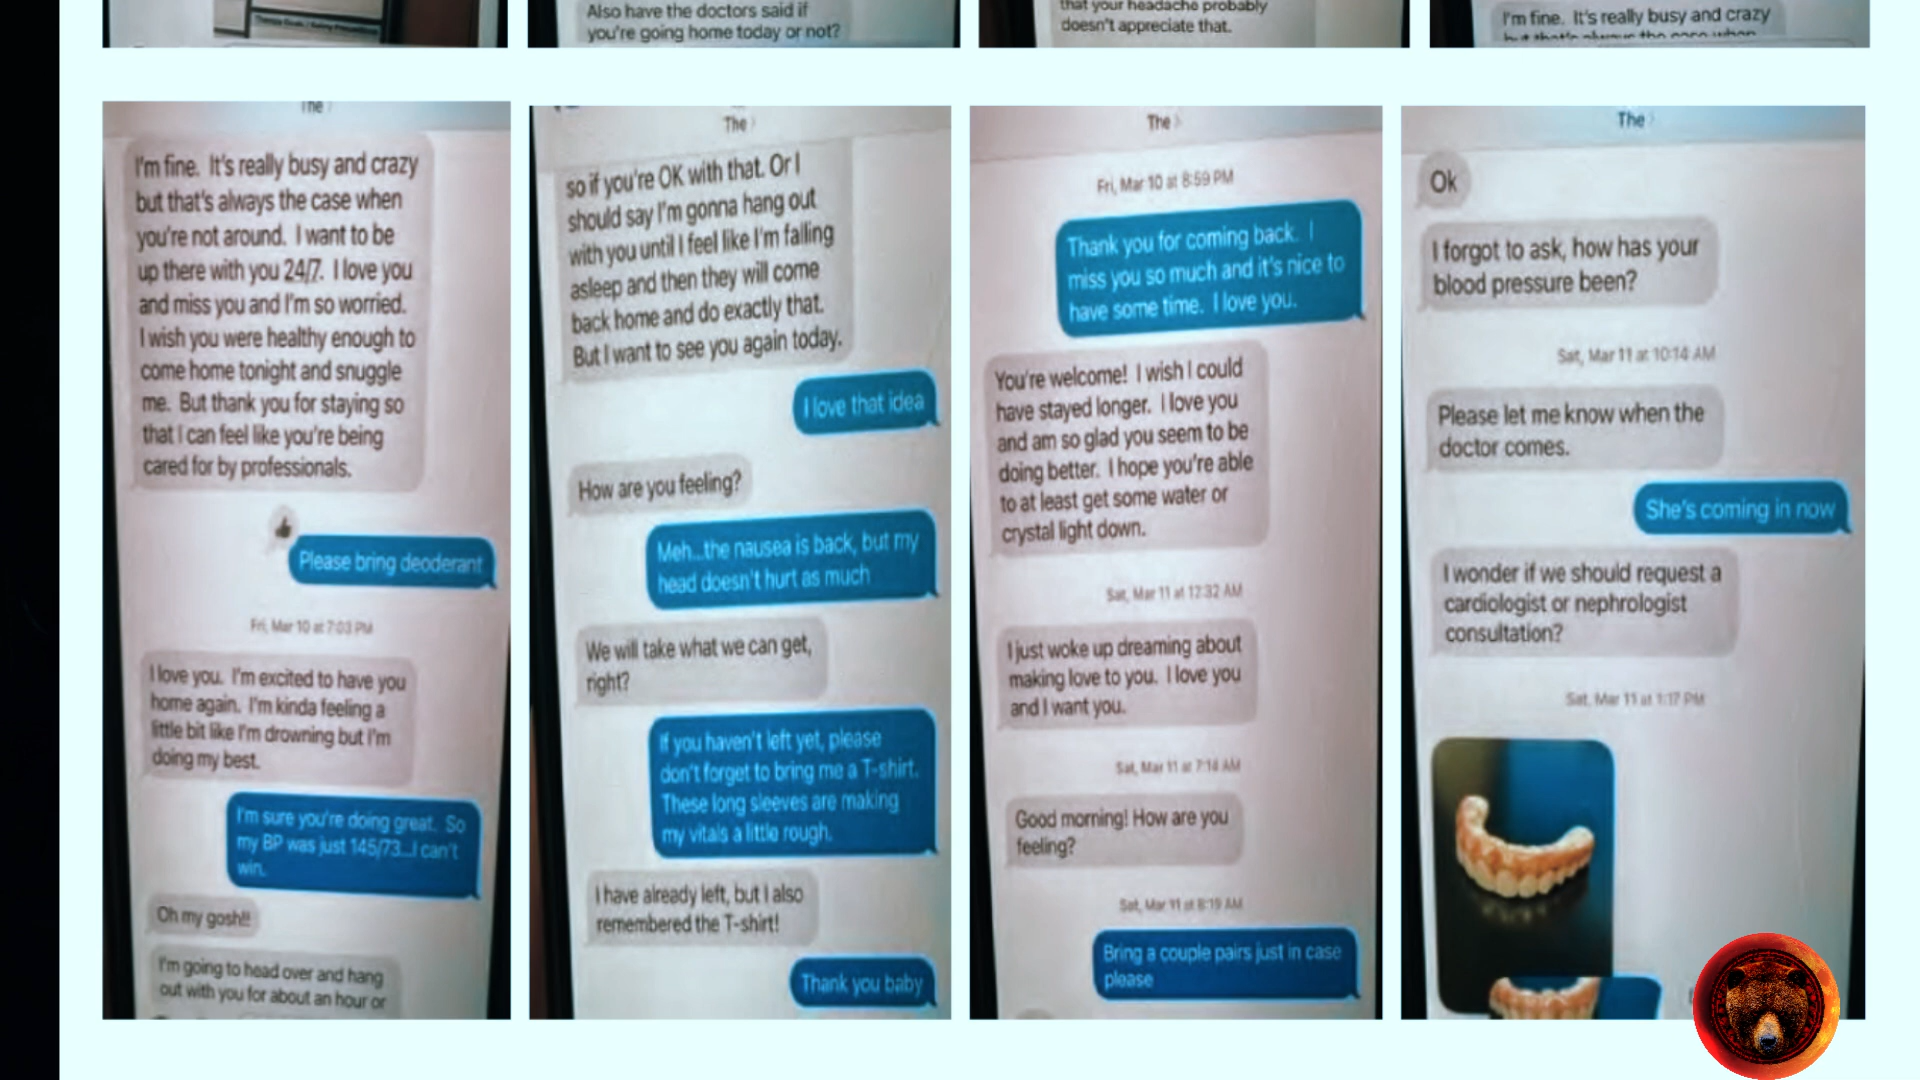 Also have the doctors said if
you're going home today or not?
that your headache probably
doesn't appreciate that.
I'm fine. It's really busy and crazy
but that's always the case when
The
I'm fine. It's really busy and crazy
but that's always the case when
you're not around. I want to be
up there with you 24/7. I love you
and miss you and I'm so worried.
I wish you were healthy enough to
come home tonight and snuggle
me. But thank you for staying so
that I can feel like you're being
cared for by professionals.
Please bring deoderant
Fri, Mar 10 at 7:03 PM
I love you. I'm excited to have you
home again. I'm kinda feeling a
little bit like I'm drowning but I'm
doing my best.
I'm sure you're doing great. So
my BP was just 145/73...I can't
win.
Oh my gosh!!
I'm going to head over and hang
out with you for about an hour or
The
so if you're OK with that. Or I
should say I'm gonna hang out
with you until I feel like I'm falling
asleep and then they will come
back home and do exactly that.
But I want to see you again today.
I love that idea
How are you feeling?
Meh...the nausea is back, but my
head doesn't hurt as much
We will take what we can get,
right?
If you haven't left yet, please
don't forget to bring me a T-shirt.
These long sleeves are making
my vitals a little rough.
I have already left, but I also
remembered the T-shirt!
Thank you baby
The
Fri, Mar 10 at 8:59 PM
Thank you for coming back. I
miss you so much and it's nice to
have some time. I love you.
You're welcome! I wish I could
have stayed longer. I love you
and am so glad you seem to be
doing better. I hope you're able
to at least get some water or
crystal light down.
Sat, Mar 11 at 12:32 AM
I just woke up dreaming about
making love to you. I love you
and I want you.
Sat, Mar 11 at 7:14 AM
Good morning! How are you
feeling?
Sat, Mar 11 at 8:19 AM
Bring a couple pairs just in case
please
The
Ok
I forgot to ask, how has your
blood pressure been?
Sat, Mar 11 at 10:14 AM
Please let me know when the
doctor comes.
She's coming in now
I wonder if we should request a
cardiologist or nephrologist
consultation?
Sat, Mar 11 at 1:17 PM